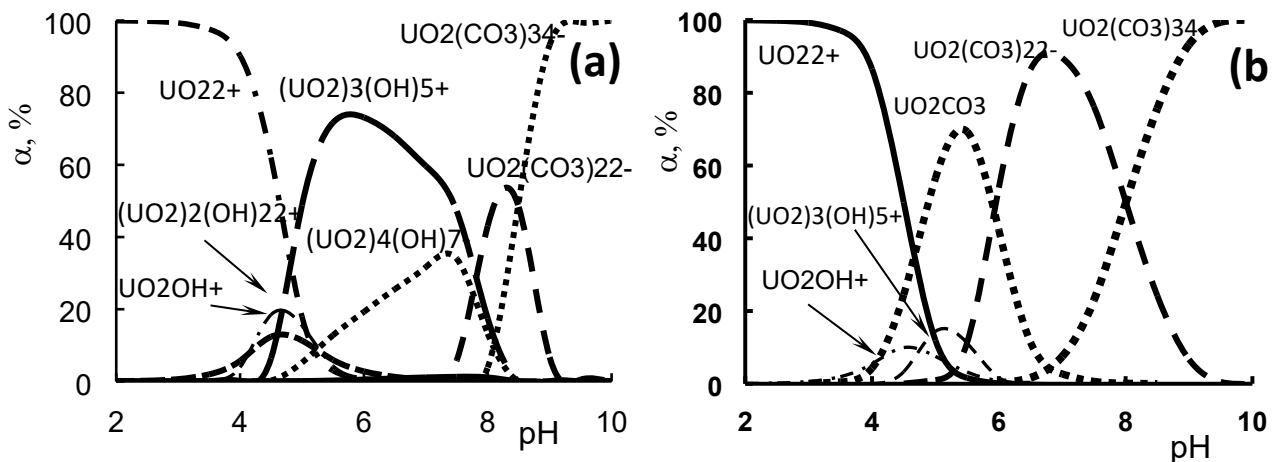 (a)
α, %
100
80
60
40
20
0
2
4
6
8
10
pH
UO22+
(UO2)3(OH)5+
UO2(CO3)34-
UO2(CO3)22-
(UO2)2(OH)22+
(UO2)4(OH)7
UO2OH+
(b
α, %
100
80
60
40
20
0
2
4
6
8
10
pH
UO22+
UO2(CO3)22-
UO2(CO3)34-
UO2CO3
(UO2)3(OH)5+
UO2OH+